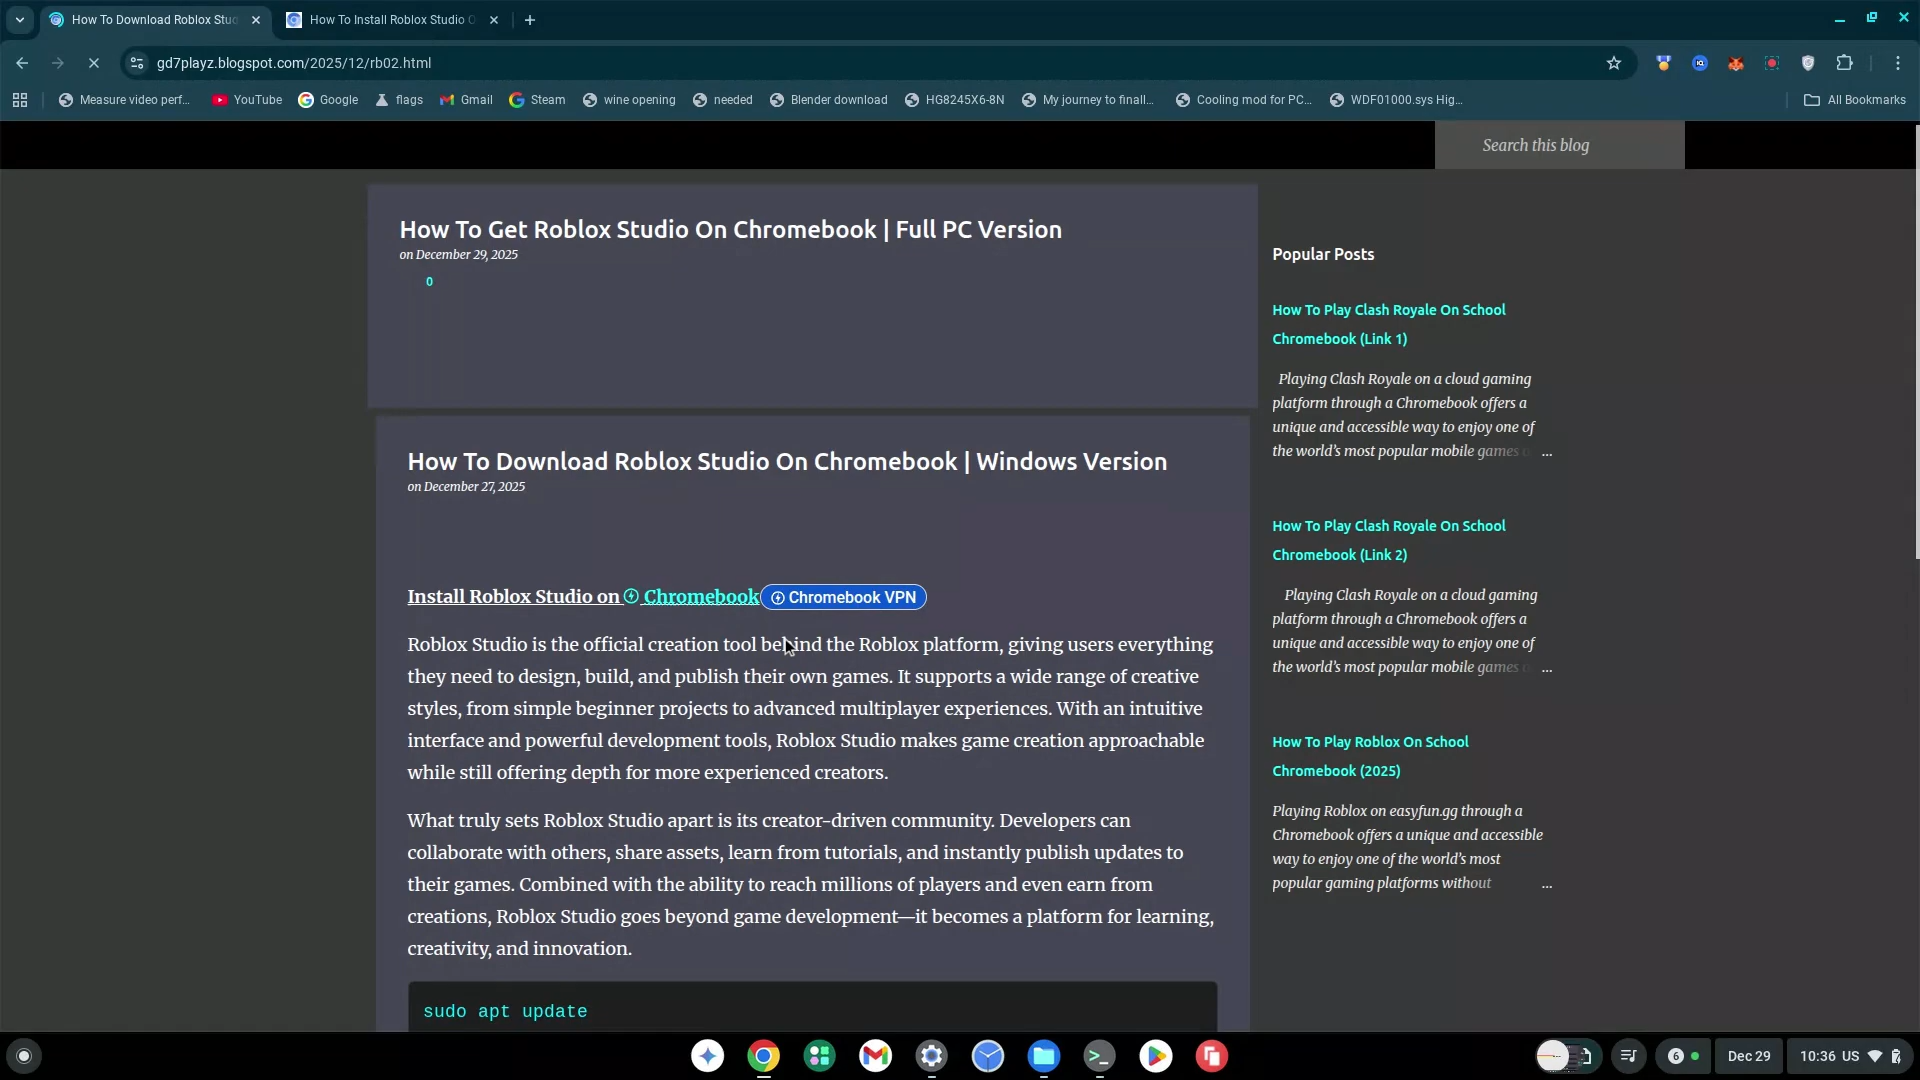 How To Download Roblox Stu
How To Install Roblox Studio O
gd7playz.blogspot.com/2025/12/rb02.html
Measure video perf...
YouTube
Google
flags
Gmail
Steam
wine opening
needed
Blender download
HG8245X6-8N
My journey to finall...
Cooling mod for PC...
WDF01000.sys Hig...
All Bookmarks
Search this blog
How To Get Roblox Studio On Chromebook | Full PC Version
on December 29, 2025
0
How To Download Roblox Studio On Chromebook | Windows Version
on December 27, 2025
Install Roblox Studio on Chromebook Chromebook VPN
Roblox Studio is the official creation tool behind the Roblox platform, giving users everything
they need to design, build, and publish their own games. It supports a wide range of creative
styles, from simple beginner projects to advanced multiplayer experiences. With an intuitive
interface and powerful development tools, Roblox Studio makes game creation approachable
while still offering depth for more experienced creators.
What truly sets Roblox Studio apart is its creator-driven community. Developers can
collaborate with others, share assets, learn from tutorials, and instantly publish updates to
their games. Combined with the ability to reach millions of players and even earn from
creations, Roblox Studio goes beyond game development—it becomes a platform for learning,
creativity, and innovation.
sudo apt update
Popular Posts
How To Play Clash Royale On School
Chromebook (Link 1)
Playing Clash Royale on a cloud gaming
platform through a Chromebook offers a
unique and accessible way to enjoy one of
the world's most popular mobile games ...
How To Play Clash Royale On School
Chromebook (Link 2)
Playing Clash Royale on a cloud gaming
platform through a Chromebook offers a
unique and accessible way to enjoy one of
the world's most popular mobile games ...
How To Play Roblox On School
Chromebook (2025)
Playing Roblox on easyfun.gg through a
Chromebook offers a unique and accessible
way to enjoy one of the world's most
popular gaming platforms without ...
6
Dec 29
10:36 US